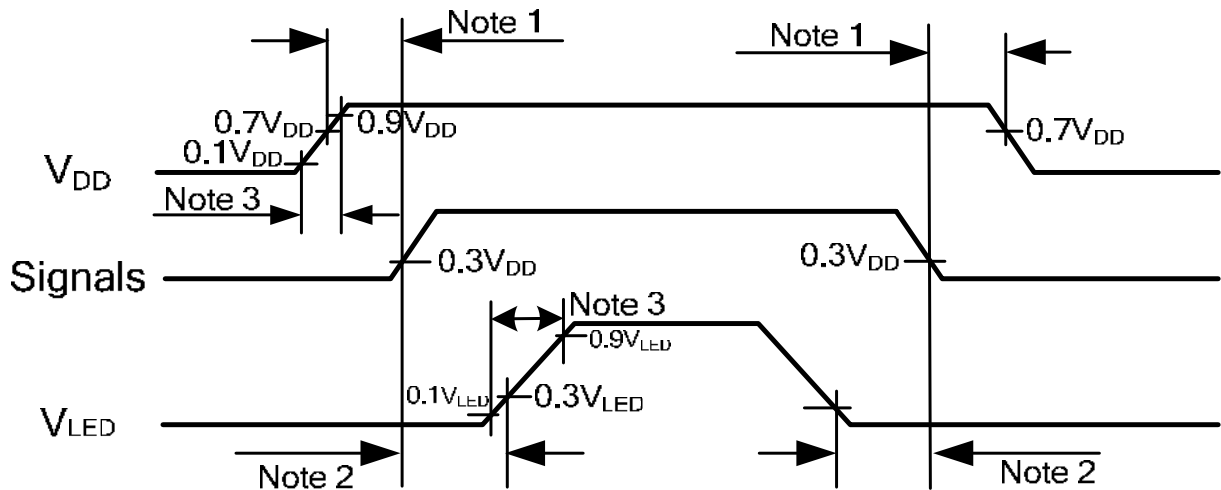 Note 1
Note 1
0.7VDD
0.9VDD
0.7VDD
0.1VDD
VDD
Note 3
0.3VDD
0.3VDD
Signals
Note 3
0.9VLED
0.1VLED
0.3VLED
VLED
Note 2
Note 2